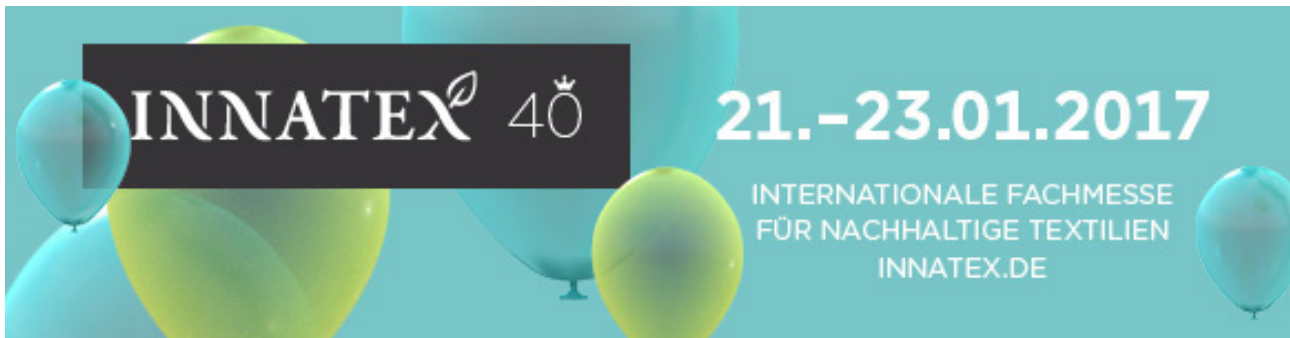 INNATEX 40
21.–23.01.2017
INTERNATIONALE FACHMESSE
FÜR NACHHALTIGE TEXTILIEN
INNATEX.DE